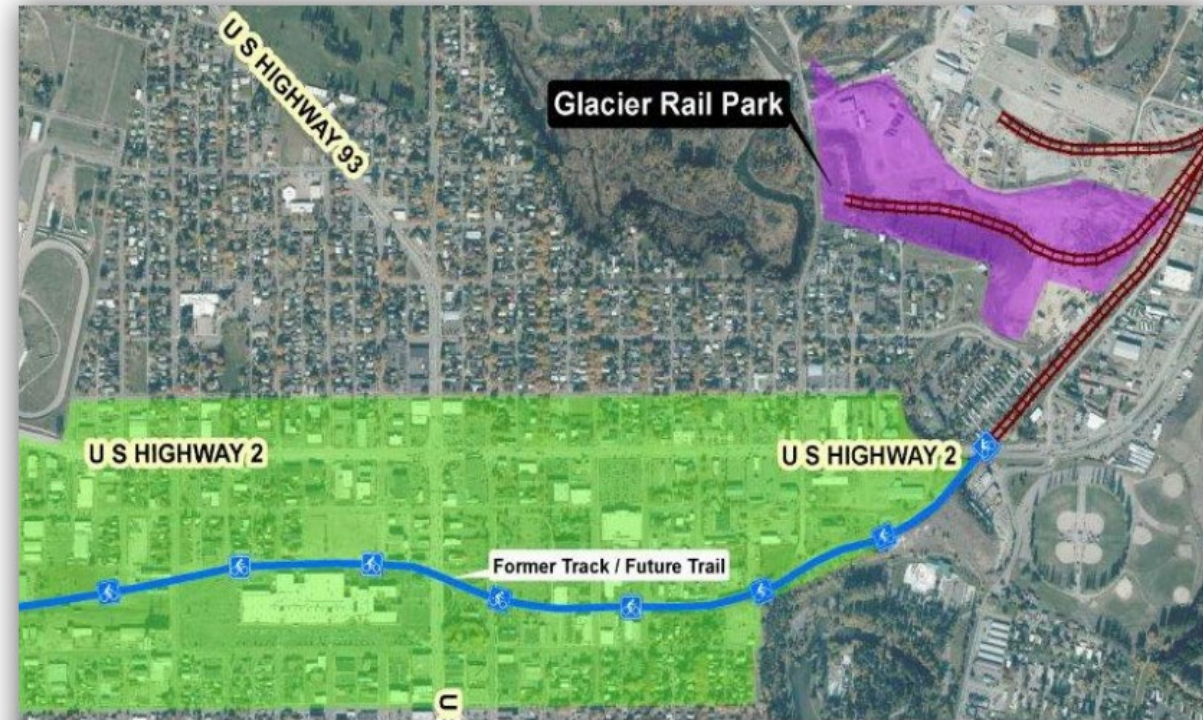 U S HIGHWAY 93
Glacier Rail Park
U S HIGHWAY 2
U S HIGHWAY 2
Former Track / Future Trail
U